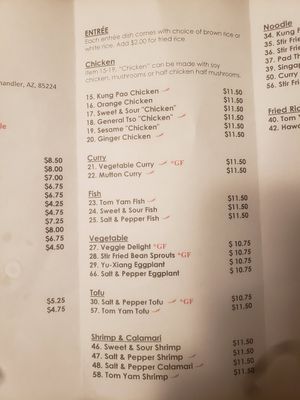 ENTRÉE
Each entrée dish comes with choice of brown rice or
white rice. Add $2.00 for fried rice.
Chicken
Item 15-19, "Chicken" can be made with soy
chicken, mushrooms or half chicken half mushrooms.
15. Kung Pao Chicken $11.50
16. Orange Chicken $11.50
17. Sweet & Sour "Chicken" $11.50
18. General Tso "Chicken" $11.50
19. Sesame "Chicken" $11.50
20. Ginger Chicken $11.50
Curry
21. Vegetable Curry *GF $11.50
22. Mutton Curry $11.50
Fish
23. Tom Yam Fish $11.50
24. Sweet & Sour Fish $11.50
25. Salt & Pepper Fish $11.50
Vegetable
27. Veggie Delight *GF $ 10.75
28. Stir Fried Bean Sprouts *GF $ 10.75
29. Yu-Xiang Eggplant $ 10.75
66. Salt & Pepper Eggplant $ 10.75
Tofu
30. Salt & Pepper Tofu *GF $10.75
57. Tom Yam Tofu $11.50
Shrimp & Calamari
46. Sweet & Sour Shrimp $11.50
47. Salt & Pepper Shrimp $11.50
48. Salt & Pepper Calamari $11.50
58. Tom Yam Shrimp $11.50
handler, AZ, 85224
$8.50
$8.00
$7.00
$6.75
$6.75
$4.25
$4.75
$7.25
$8.00
$6.75
$4.50
$5.25
$4.75
Noodle
34. Kung
35. Stir Fried
36. Stir Fri
37. Pad Th
39. Singap
50. Curry
56. Stir F
Fried Ric
40. Tom
42. Hawa